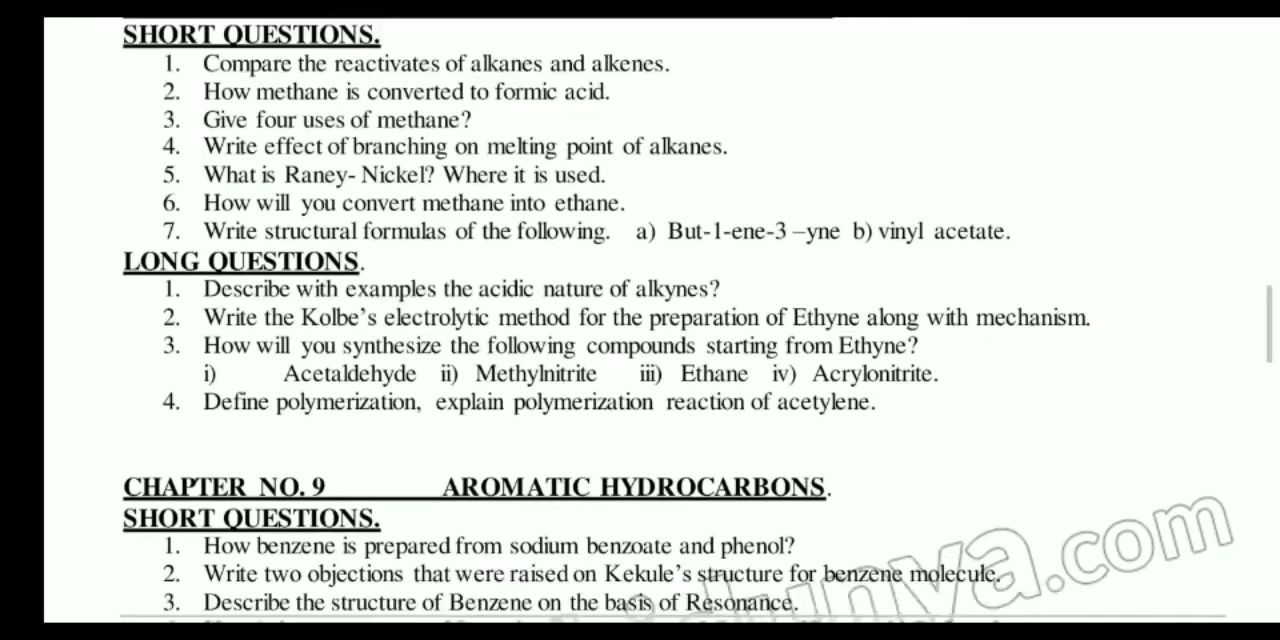 SHORT QUESTIONS.
1. Compare the reactivates of alkanes and alkenes.
2. How methane is converted to formic acid.
3. Give four uses of methane?
4. Write effect of branching on melting point of alkanes.
5. What is Raney- Nickel? Where it is used.
6. How will you convert methane into ethane.
7. Write structural formulas of the following. a) But-1-ene-3 –yne b) vinyl acetate.
LONG QUESTIONS.
1. Describe with examples the acidic nature of alkynes?
2. Write the Kolbe’s electrolytic method for the preparation of Ethyne along with mechanism.
3. How will you synthesize the following compounds starting from Ethyne?
i) Acetaldehyde ii) Methylnitrite iii) Ethane iv) Acrylonitrite.
4. Define polymerization, explain polymerization reaction of acetylene.
CHAPTER NO. 9 AROMATIC HYDROCARBONS.
SHORT QUESTIONS.
1. How benzene is prepared from sodium benzoate and phenol?
2. Write two objections that were raised on Kekule’s structure for benzene molecule.
3. Describe the structure of Benzene on the basis of Resonance.